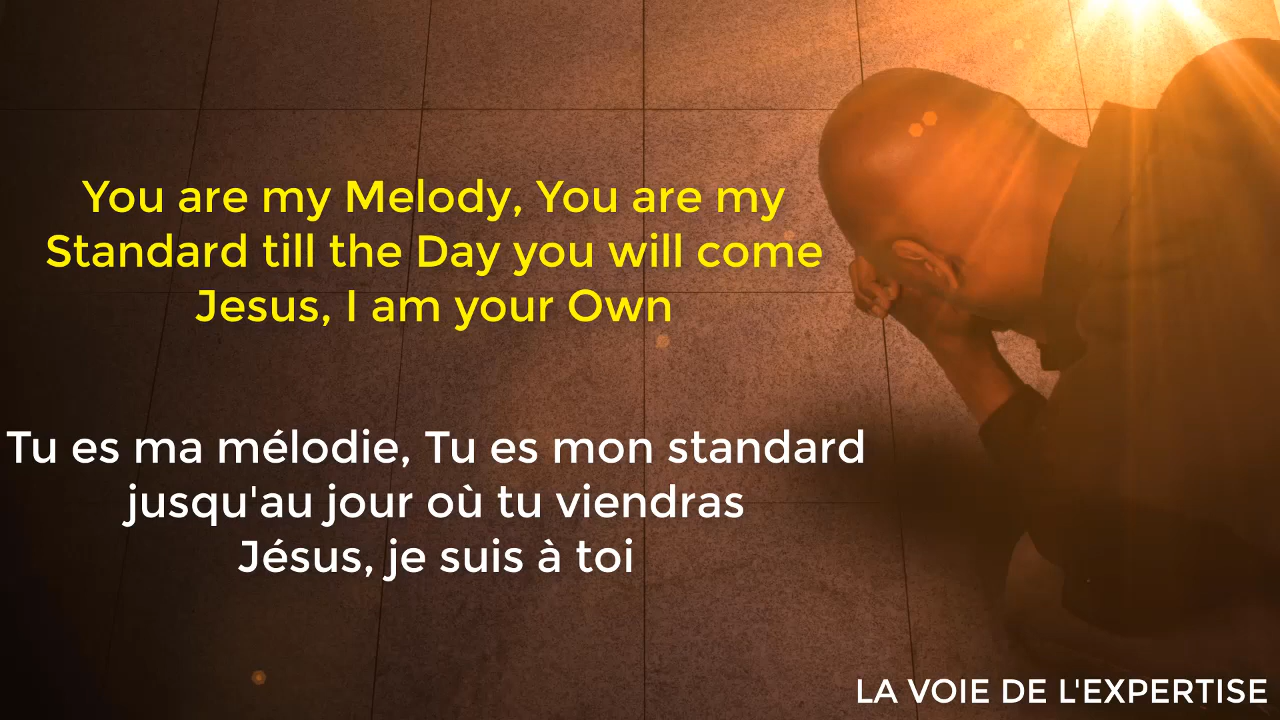 You are my Melody, You are my
Standard till the Day you will come
Jesus, I am your Own
Tu es ma mélodie, Tu es mon standard
jusqu'au jour où tu viendras
Jésus, je suis à toi
LA VOIE DE L'EXPERTISE